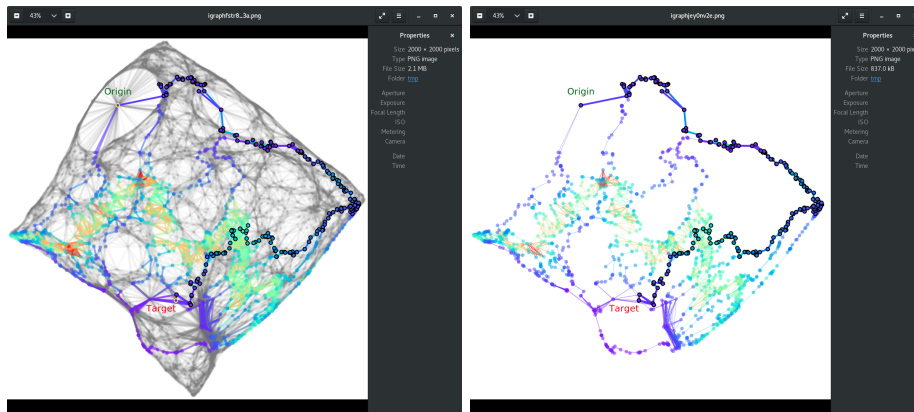 43% igraphfstr8_3a.png
Properties
Size 2000 × 2000 pixels
Type PNG image
File Size 2.1 MB
Folder tmp
Aperture
Exposure
Focal Length
ISO
Metering
Camera
Date
Time
Origin
Target
43% igraphjey0nv2e.png
Properties
Size 2000 × 2000 pix
Type PNG image
File Size 837.0 kB
Folder tmp
Aperture
Exposure
Focal Length
ISO
Metering
Camera
Date
Time
Origin
Target